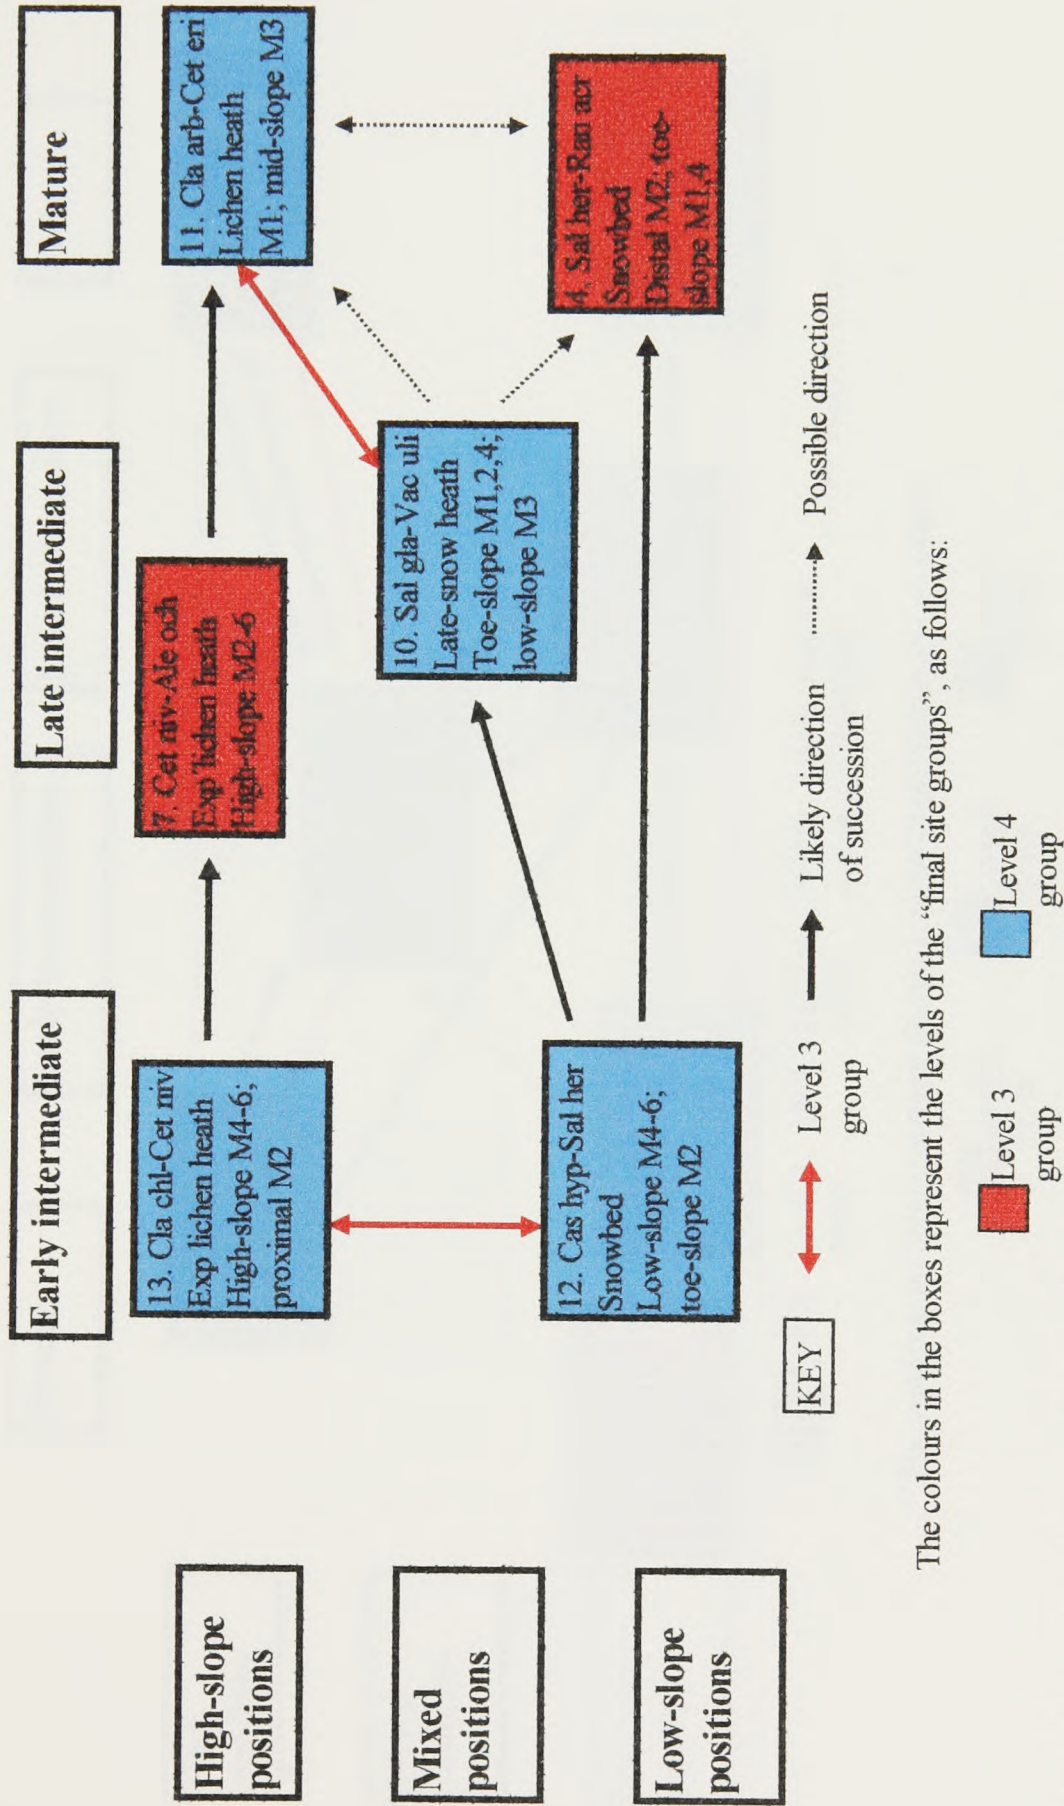 Early intermediate
Late intermediate
Mature
High-slope
positions
13. Cla chl-Cet niv
Exp lichen heath
High-slope M4-6;
proximal M2
7. Cet niv-Ale och
Exp lichen heath
High-slope M2-6
11. Cla arb-Cet eri
Lichen heath
M1; mid-slope M3
Mixed
positions
10. Sal gla-Vac uli
Late-snow heath
Toe-slope M1,2,4;
low-slope M3
Low-slope
positions
12. Cas hyp-Sal her
Snowbed
Low-slope M4-6;
toe-slope M2
4. Sal her-Ran acr
Snowbed
Distal M2; toe-
slope M1,4
KEY
Level 3
group
Likely direction
of succession
Possible direction
The colours in the boxes represent the levels of the “final site groups”, as follows:
Level 3
group
Level 4
group